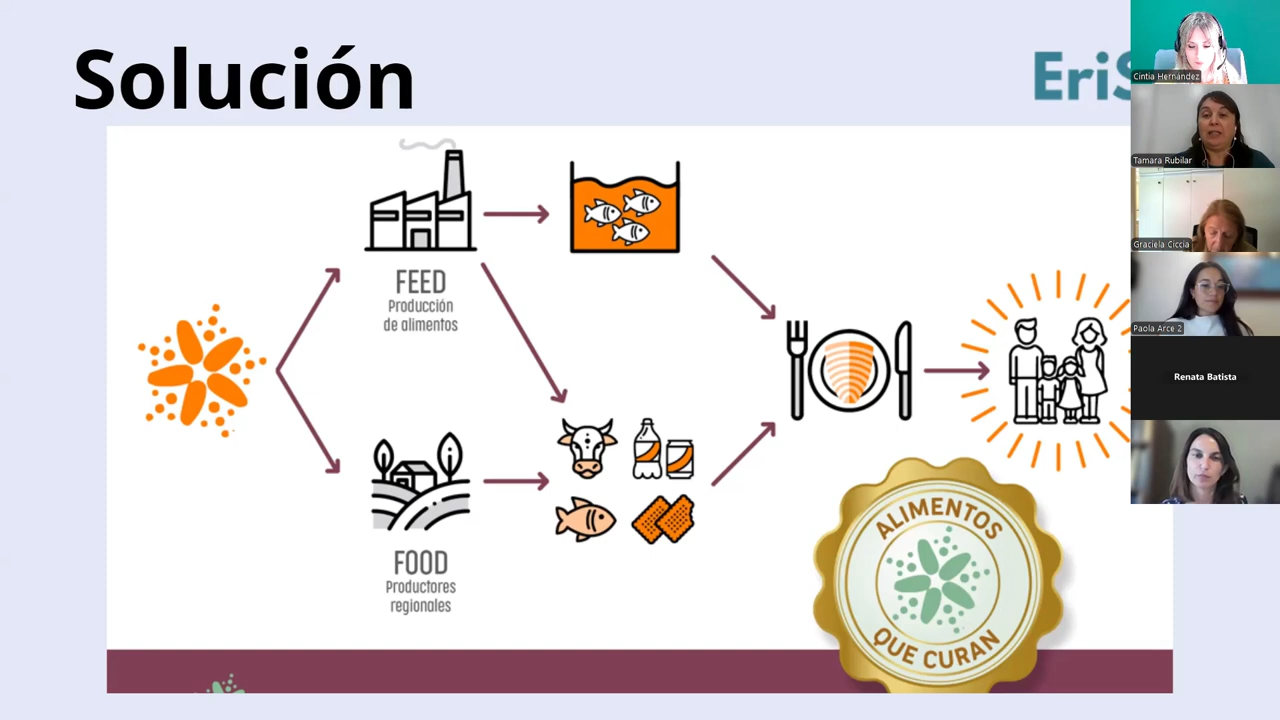 Solución
EriS
FEED
Producción
de alimentos
FOOD
Productores
regionales
ALIMENTOS
QUE CURAN
Cintia Hernández
Tamara Rubilar
Graciela Ciccia
Paola Arce 2
Renata Batista